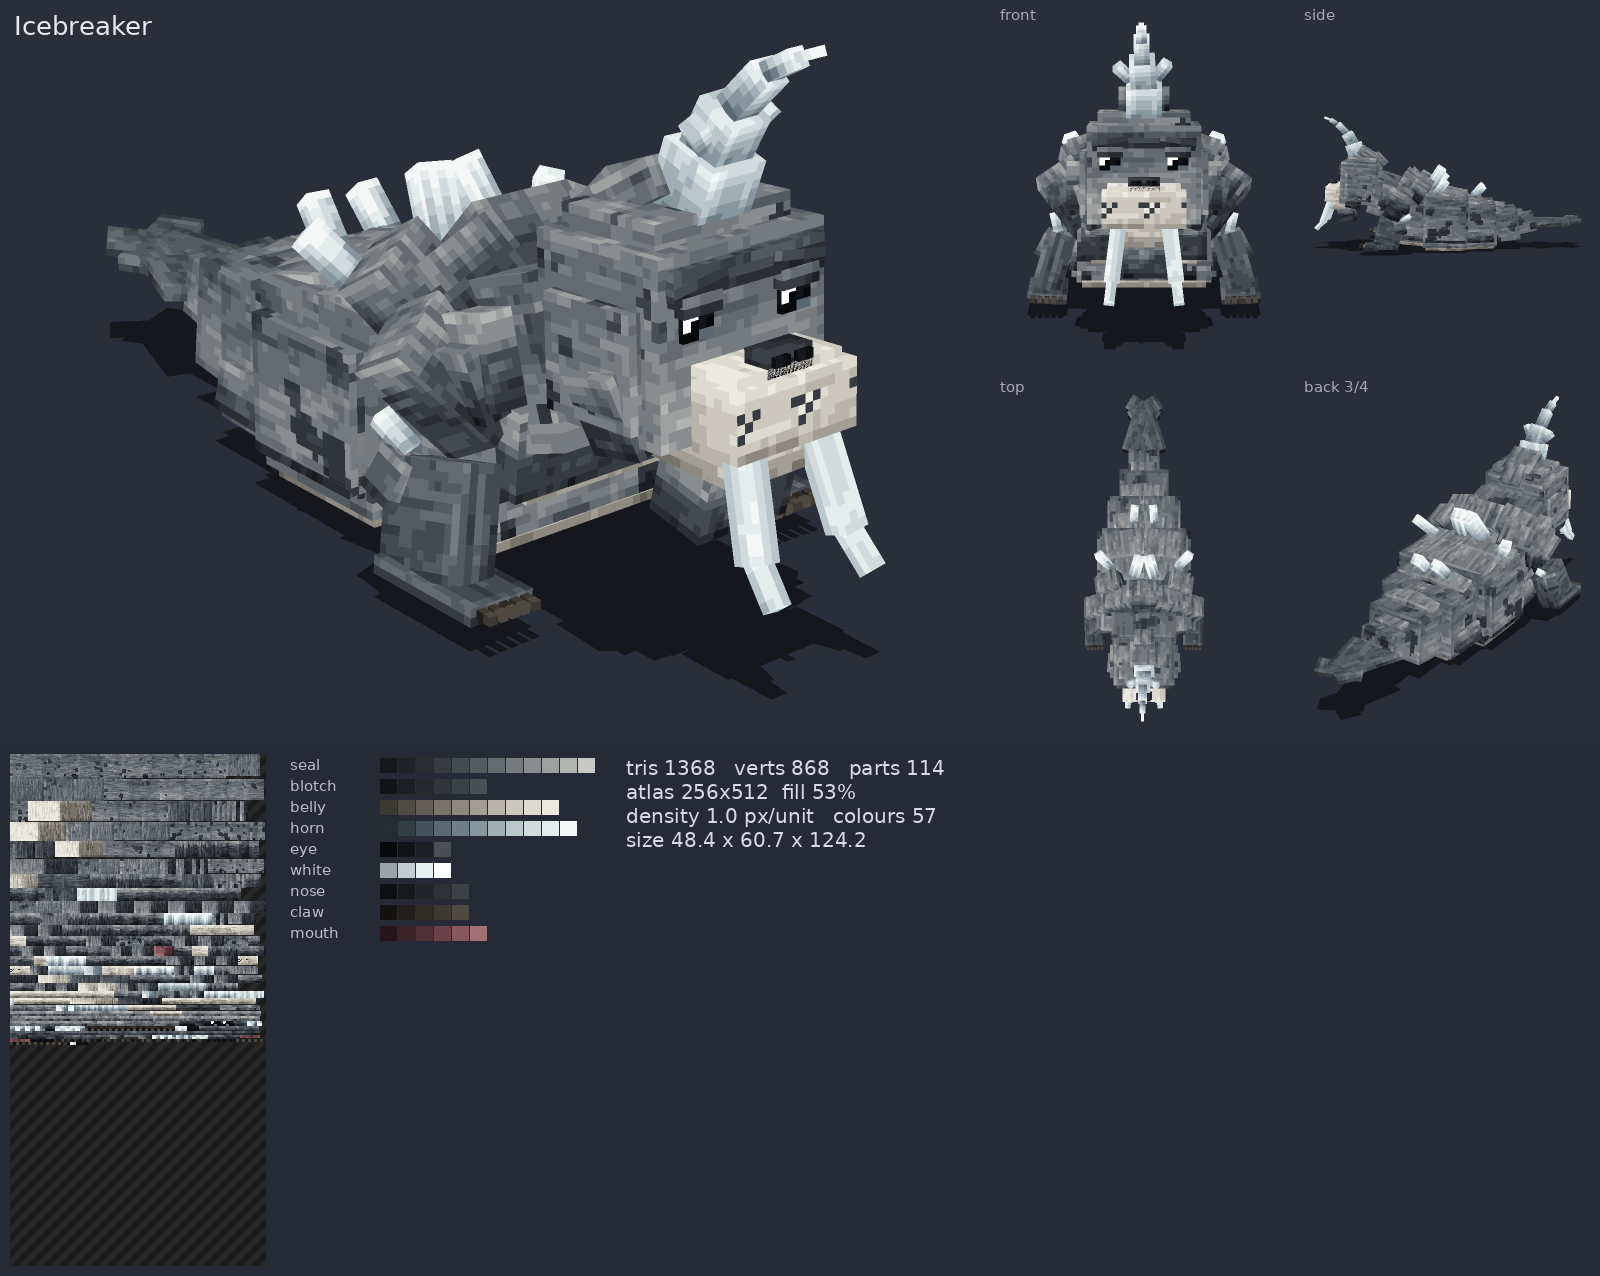 Icebreaker
front
side
top
back 3/4
seal
blotch
belly
horn
eye
white
nose
claw
mouth
tris 1368   verts 868   parts 114
atlas 256x512  fill 53%
density 1.0 px/unit   colours 57
size 48.4 x 60.7 x 124.2